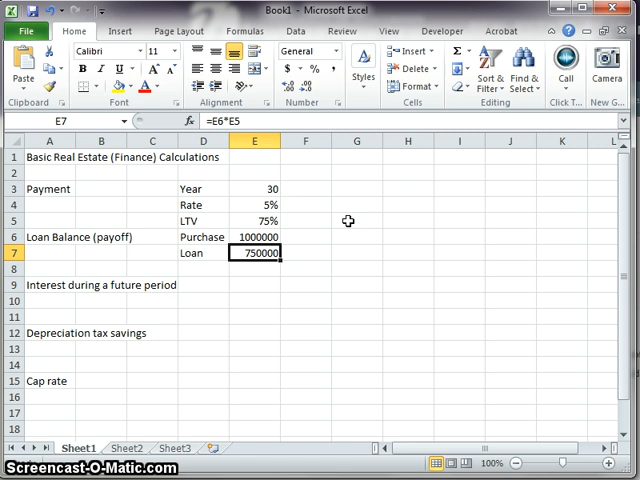 Book1 - Microsoft Excel
File Home Insert Page Layout Formulas Data Review View Developer Acrobat
Calibri 11 General Insert Σ
Paste B I U $ % , Styles Delete Sort & Filter Find & Select Call Camera
Format
Clipboard Font Alignment Number Cells Editing New G...
E7 fx =E6*E5
A B C D E F G H I J K L
1 Basic Real Estate (Finance) Calculations
2
3 Payment Year 30
4 Rate 4%
5 LTV 75%
6 Loan Balance (payoff) Purchase 1000000
7 Loan 750000
8
9 Interest during a future period
10
11
12 Depreciation tax savings
13
14
15 Cap rate
16
17
18
Sheet1 Sheet2 Sheet3
100%
Screencast-O-Matic.com